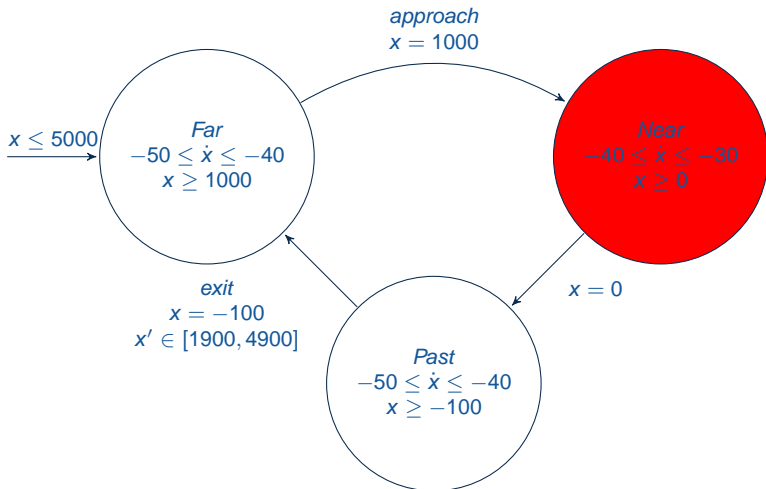 approach
x = 1000
x ≤ 5000
Far
−50 ≤ ẋ ≤ −40
x ≥ 1000
Near
−40 ≤ ẋ ≤ −30
x ≥ 0
exit
x = −100
x′ ∈ [1900, 4900]
x = 0
Past
−50 ≤ ẋ ≤ −40
x ≥ −100